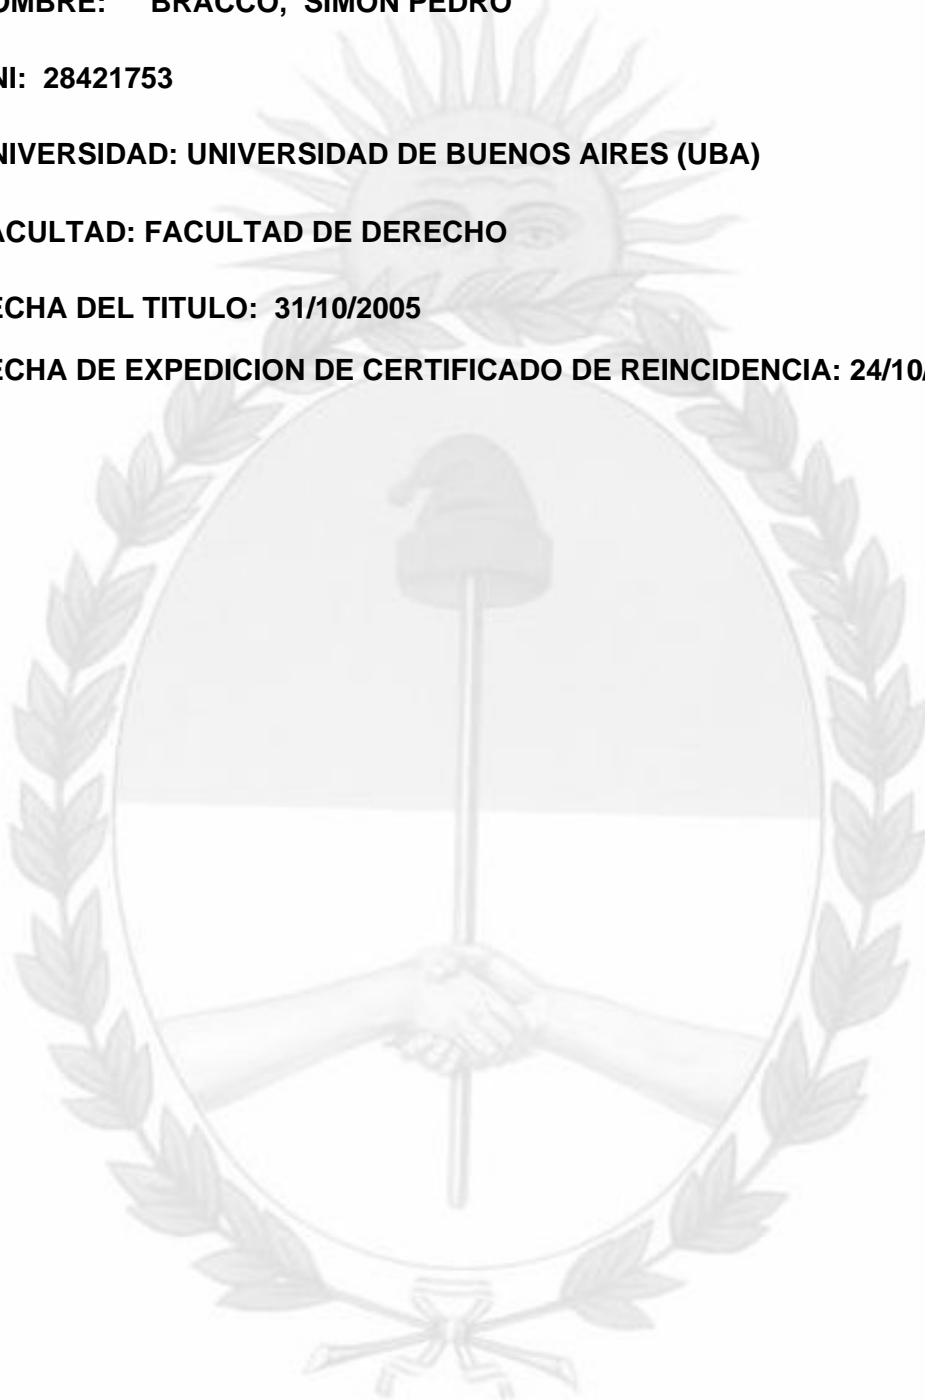 OMBRE: BRACCO, SIMON PEDRO
NI: 28421753
NIVERSIDAD: UNIVERSIDAD DE BUENOS AIRES (UBA)
ACULTAD: FACULTAD DE DERECHO
ECHA DEL TITULO: 31/10/2005
ECHA DE EXPEDICION DE CERTIFICADO DE REINCIDENCIA: 24/10/